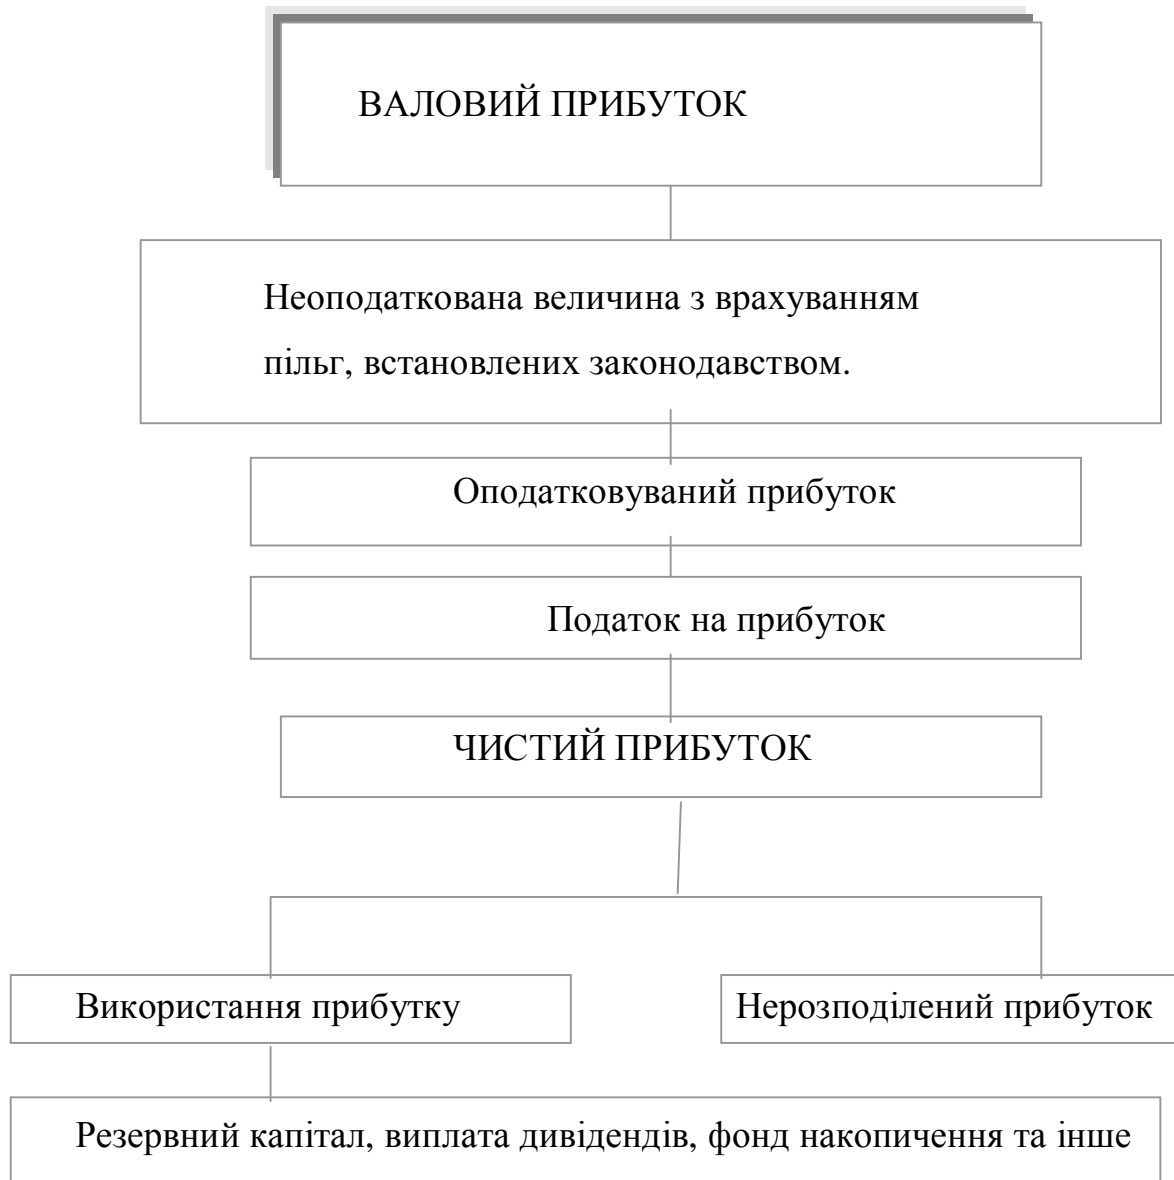 ВАЛОВИЙ ПРИБУТОК
Неоподаткована величина з врахуванням
пільг, встановлених законодавством.
Оподатковуваний прибуток
Податок на прибуток
ЧИСТИЙ ПРИБУТОК
Використання прибутку
Нерозподілений прибуток
Резервний капітал, виплата дивідендів, фонд накопичення та інше